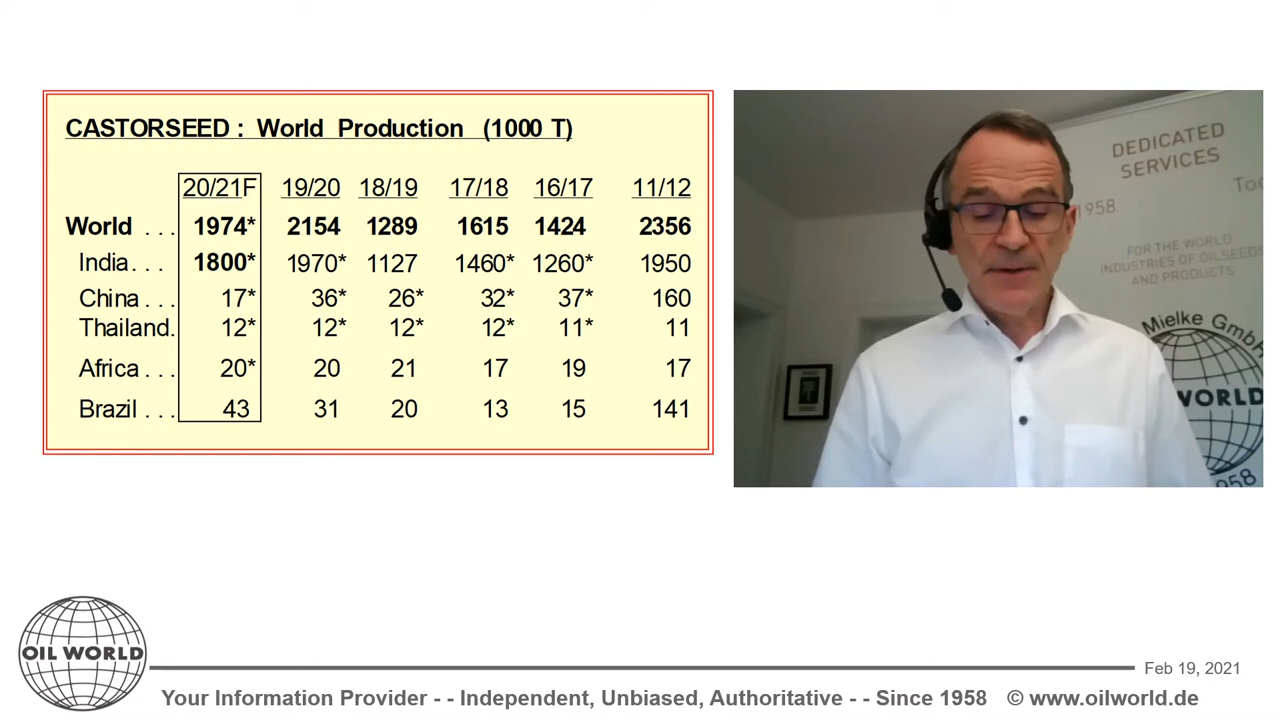 CASTORSEED : World Production (1000 T)
20/21F 19/20 18/19 17/18 16/17 11/12
World . . . 1974* 2154 1289 1615 1424 2356
India. . . 1800* 1970* 1127 1460* 1260* 1950
China . . . 17* 36* 26* 32* 37* 160
Thailand. 12* 12* 12* 12* 11* 11
Africa . . . 20* 20 21 17 19 17
Brazil . . . 43 31 20 13 15 141
DEDICATED
SERVICES
1958
FOR THE WORLD
INDUSTRIES OF OILSEEDS
AND PRODUCTS
Mielke GmbH
WORLD
1958
OIL WORLD
Feb 19, 2021
Your Information Provider - - Independent, Unbiased, Authoritative - - Since 1958 © www.oilworld.de